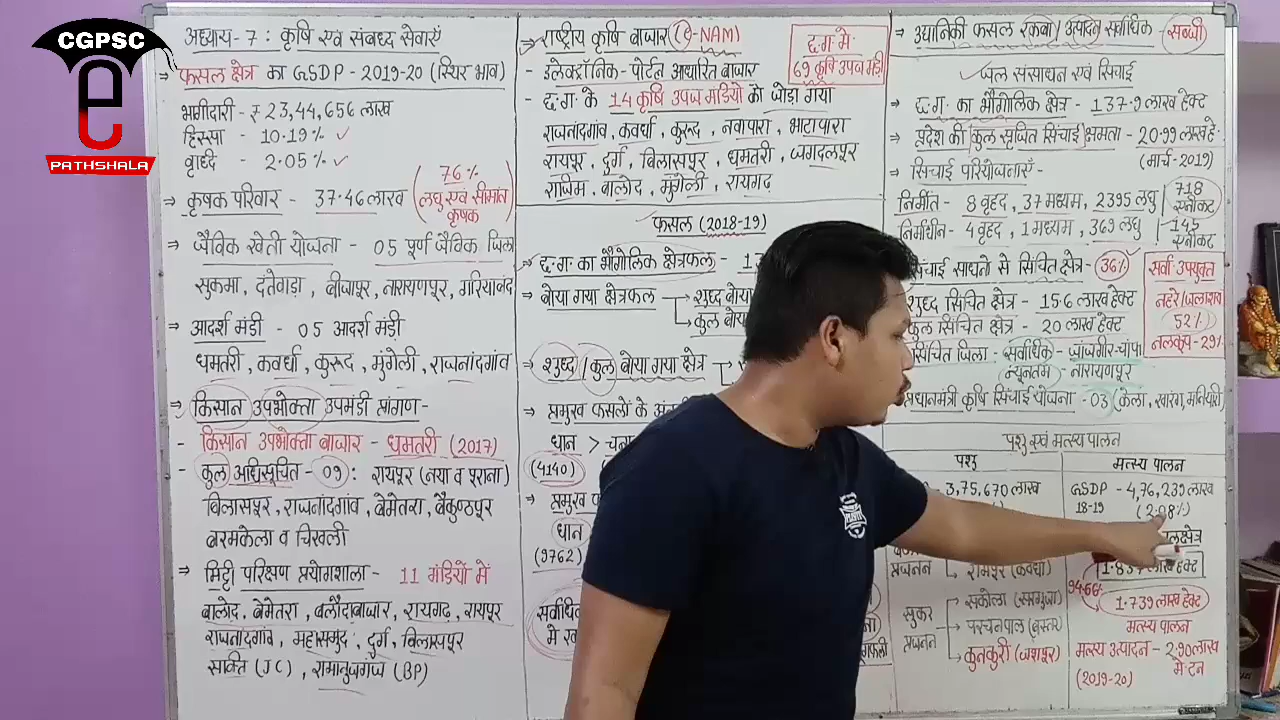 CGPSC
PATHSHALA
अध्याय- 7 : कृषि एवं संबध्द सेवाएँ
→ फसल क्षेत्र का GSDP - 2019-20 (स्थिर भाव)
भागीदारी - ₹ 23,44,656 लाख
हिस्सा - 10.19% ✓
वृध्दि - 2.05% ✓
→ कृषक परिवार - 37.46 लाख
76%
लघु एवं सीमांत
कृषक
→ जैविक खेती योजना - 05 पूर्ण जैविक जिला
सुकमा, दंतेवाड़ा, बीजापुर, नारायणपुर, गरियाबंद
→ आदर्श मंडी - 05 आदर्श मंडी
धमतरी, कवर्धा, कुरूद, मुंगेली, राजनांदगांव
→ किसान उपभोक्ता उपमंडी प्रांगण-
- किसान उपभोक्ता बाजार - धमतरी (2017)
- कुल अधिसूचित - 09 : रायपुर (नया व पुराना)
बिलासपुर, राजनांदगांव, बेमेतरा, बैकुण्ठपुर
बरमकेला व चिखली
→ मिट्टी परिक्षण प्रयोगशाला - 11 मंडियों में
बालोद, बेमेतरा, बलौदाबाजार, रायगढ़, रायपुर
राजनांदगांव, महासमुंद, दुर्ग, बिलासपुर
सक्ति (JC), रामानुजगंज (BP)
→ राष्ट्रीय कृषि बाजार (e-NAM)
- इलेक्ट्रॉनिक- पोर्टल आधारित बाजार
- छ.ग. के 14 कृषि उपज मंडियो को जोड़ा गया
राजनांदगांव, कवर्धा, कुरूद, नवापारा, भाटापारा
रायपुर, दुर्ग, बिलासपुर, धमतरी, जगदलपुर
राजिम, बालोद, मुंगेली, रायगढ़
छ.ग में
69 कृषि उपज मंडी
✓ फसल (2018-19)
→ छ.ग. का भौगोलिक क्षेत्रफल -
→ बोया गया क्षेत्रफल → शुध्द बोया
→ कुल बोया
→ शुध्द / कुल बोया गया क्षेत्र
→ प्रमुख फसलों के
धान >
(4140)
→ प्रमुख
धान
(9762)
→ उद्यानिकी फसल रकबा / उत्पादन सर्वाधिक - सब्जी
✓ जल संसाधन एवं सिंचाई
→ छ.ग. का भौगोलिक क्षेत्र - 137.9 लाख हेक्ट
→ प्रदेश की कुल सृजित सिंचाई क्षमता - 20.99 लाख हे.
(मार्च-2019)
→ सिंचाई परियोजनाएँ -
निर्मित - 8 वृहद, 37 मध्यम, 2395 लघु
718
एनीकट
निर्माधीन - 4 वृहद, 1 मध्यम, 369 लघु
145
एनीकट
सिंचाई साधनो से सिंचित क्षेत्र - 36%
शुध्द सिंचित क्षेत्र - 15.6 लाख हेक्ट
कुल सिंचित क्षेत्र - 20 लाख हेक्ट
सर्वा उपयुक्त
नहरे/जलाशय
52%
नलकूप - 29%
सिंचित जिला - सर्वाधिक - जांजगीर-चांपा
न्यूनतम - नारायणपुर
प्रधानमंत्री कृषि सिंचाई योजना - 03 (केलो, खारंग, मनियारी)
पशु एवं मत्स्य पालन
पशु
3,75,670 लाख
प्रजनन
→ रामपुर (कवर्धा)
सुकर
प्रजनन
→ सकोला (सरगुजा)
→ परचनपाल (बस्तर)
→ कुनकुरी (जशपुर)
मत्स्य पालन
GSDP - 4,76,239 लाख
18-19 (2.08%)
1.739 लाख हेक्ट
मत्स्य पालन
मत्स्य उत्पादन - 2.90 लाख
मे टन
(2019-20)